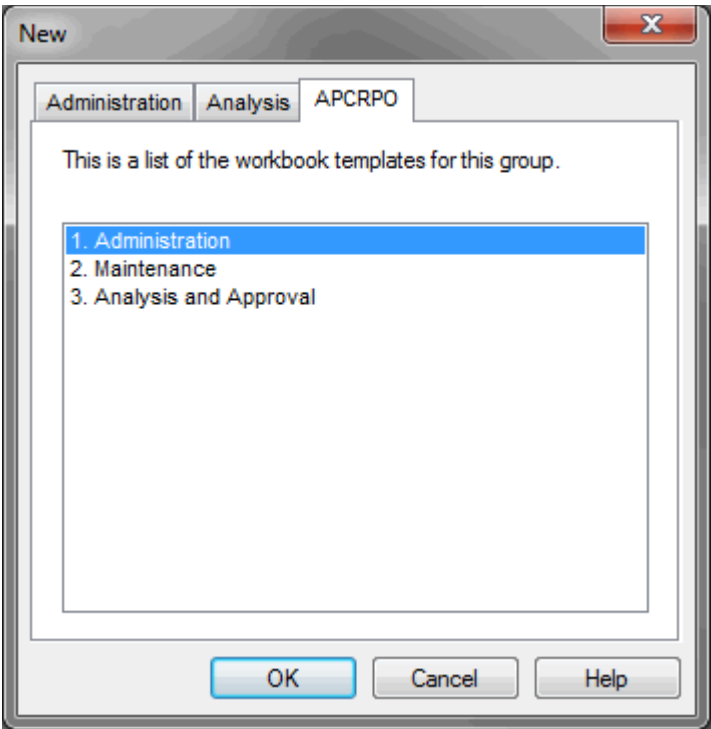 New
Administration Analysis APCRPO
This is a list of the workbook templates for this group.
1. Administration
2. Maintenance
3. Analysis and Approval
OK Cancel Help